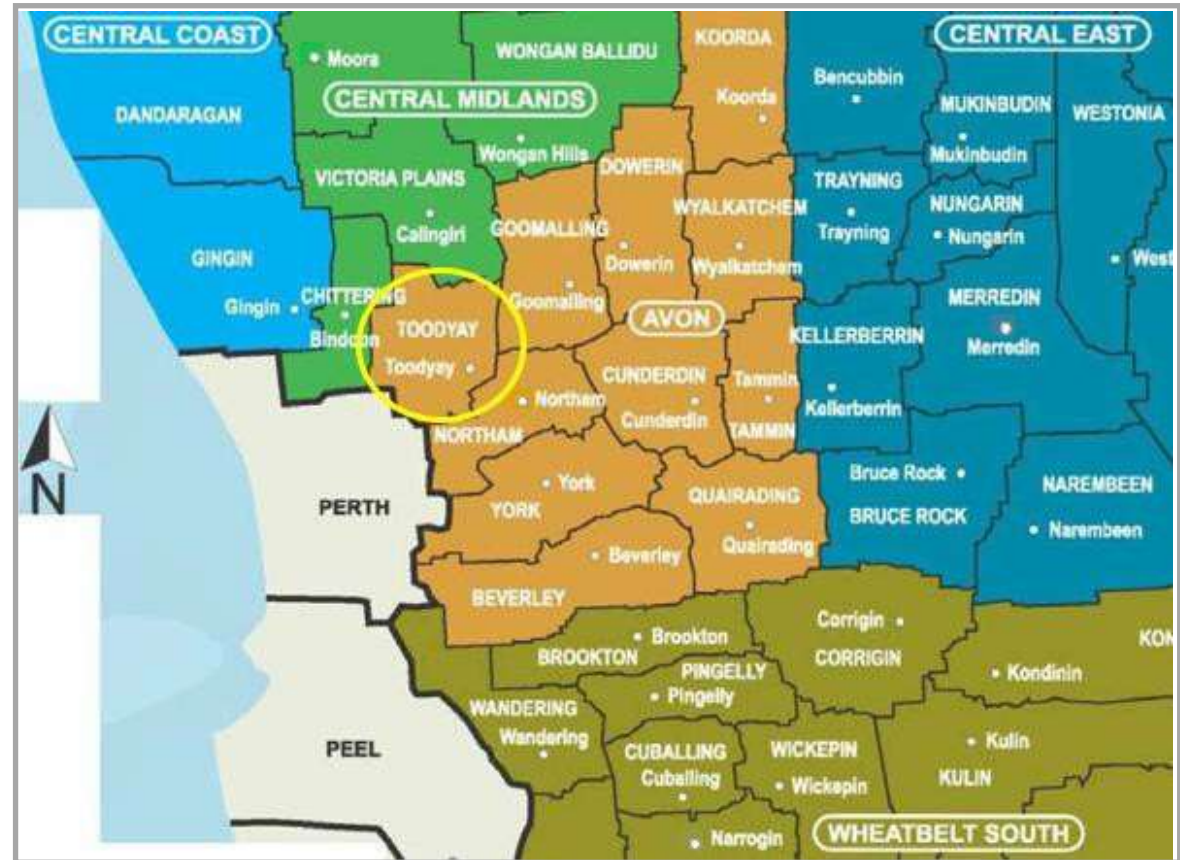 CENTRAL COAST
Moora
WONGAN BALLIDU
KOORDA
CENTRAL EAST
Bencubbin
CENTRAL MIDLANDS
Koorda
MUKINBUDIN
DANDARAGAN
WESTONIA
Wongan Hills
Mukinbudin
DOWERIN
VICTORIA PLAINS
TRAYNING
NUNGARIN
WYALKATCHEM
Calingiri
GOOMALLING
Trayning
Nungarin
GINGIN
Dowerin
Wyalkatchem
West
CHITTERING
Goomalling
MERREDIN
Gingin
AVON
TOODYAY
Bindoon
KELLERBERRIN
Merredin
Toodyay
CUNDERDIN
Tammin
Northam
Kellerberrin
Cunderdin
NORTHAM
TAMMIN
Bruce Rock
York
NAREMBEEN
QUAIRADING
N
PERTH
YORK
BRUCE ROCK
Narembeen
Quairading
Beverley
BEVERLEY
Corrigin
Brookton
KON
BROOKTON
CORRIGIN
PINGELLY
Kondinin
Pingelly
WANDERING
Wandering
Kulin
PEEL
CUBALLING
WICKEPIN
Cuballing
KULIN
Wickepin
Narrogin
WHEATBELT SOUTH